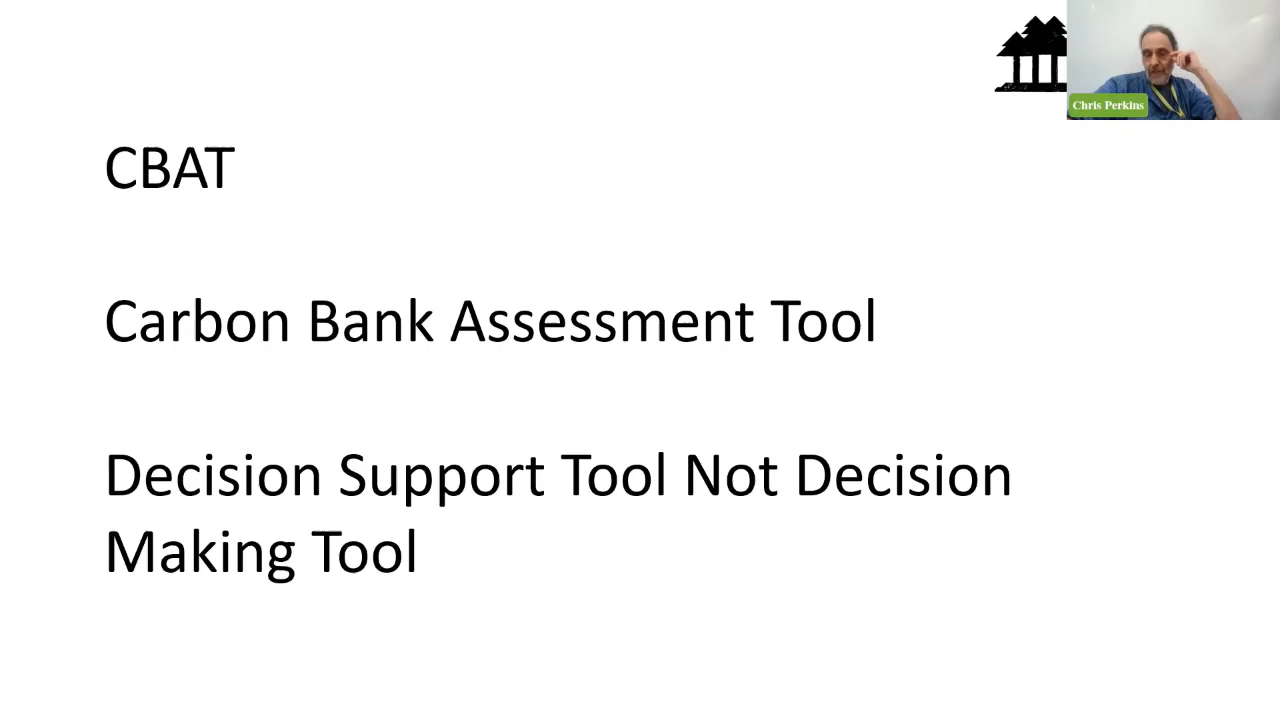 Chris Perkins
CBAT
Carbon Bank Assessment Tool
Decision Support Tool Not Decision
Making Tool